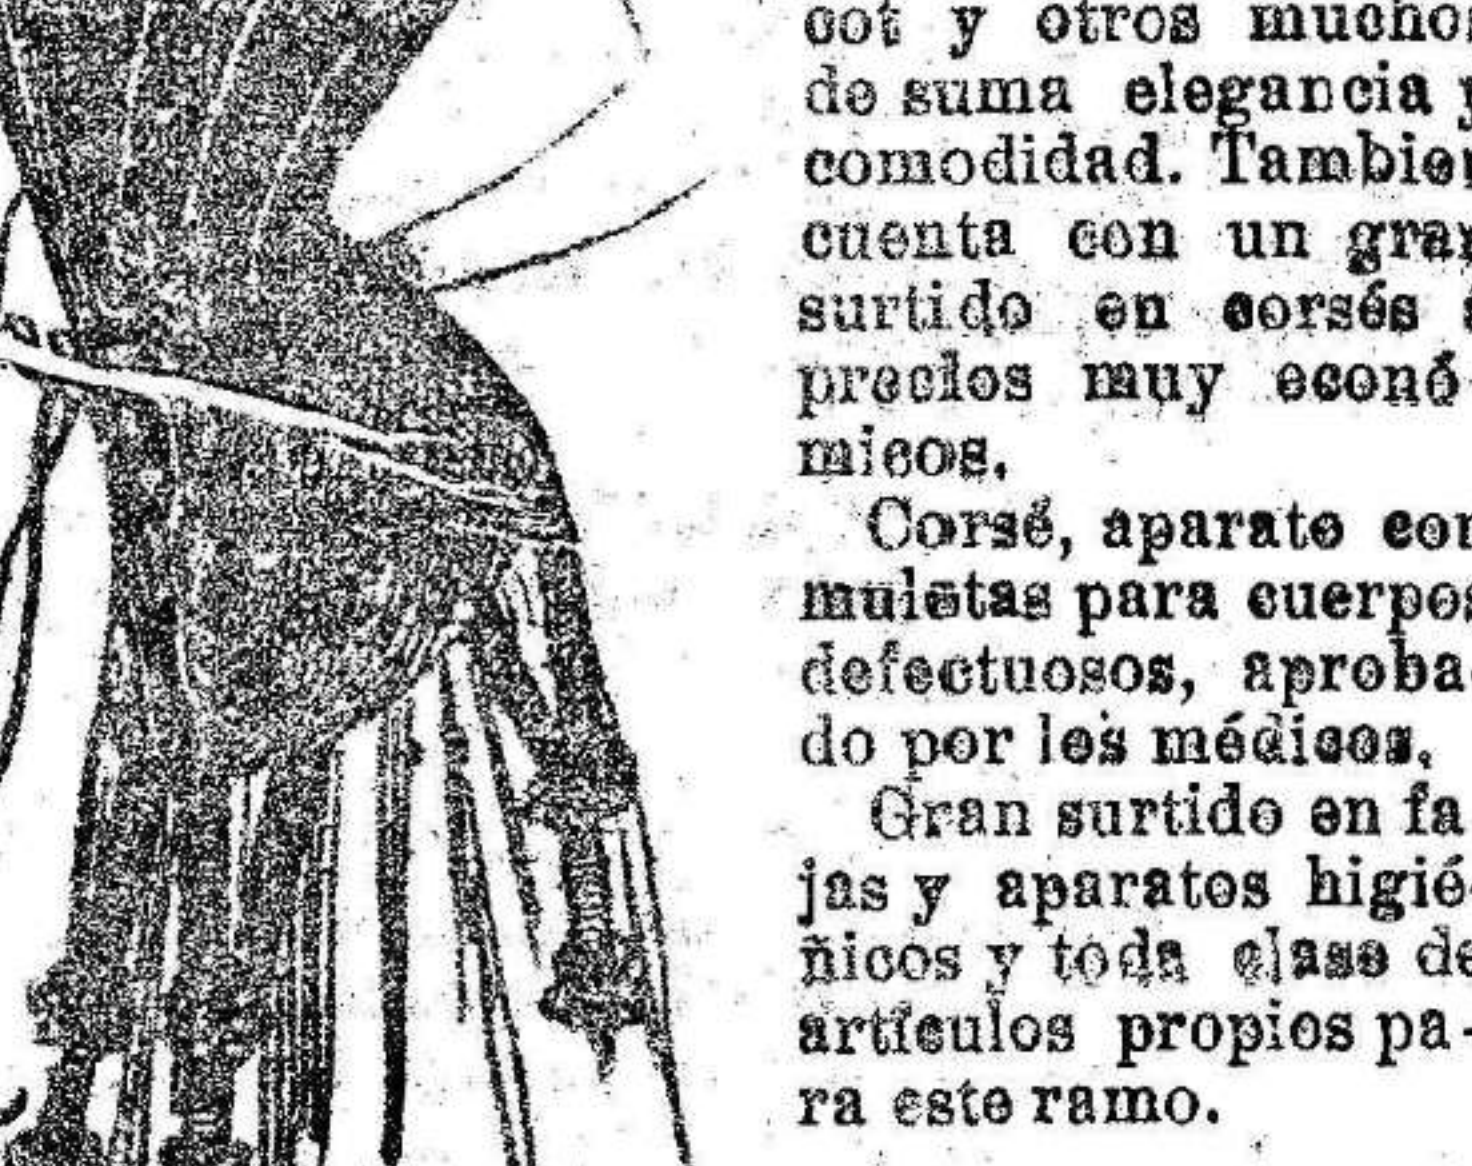 cot y otros muchos
de suma elegancia y
comodidad. Tambien
cuenta con un gran
surtido en corsés á
precios muy econó-
micos.
Corsé, aparato con
muletas para cuerpos
defectuosos, aproba-
do por los médicos.
Gran surtido en fa
jas y aparatos higié-
ñicos y toda clase de
artículos propios pa-
ra este ramo.